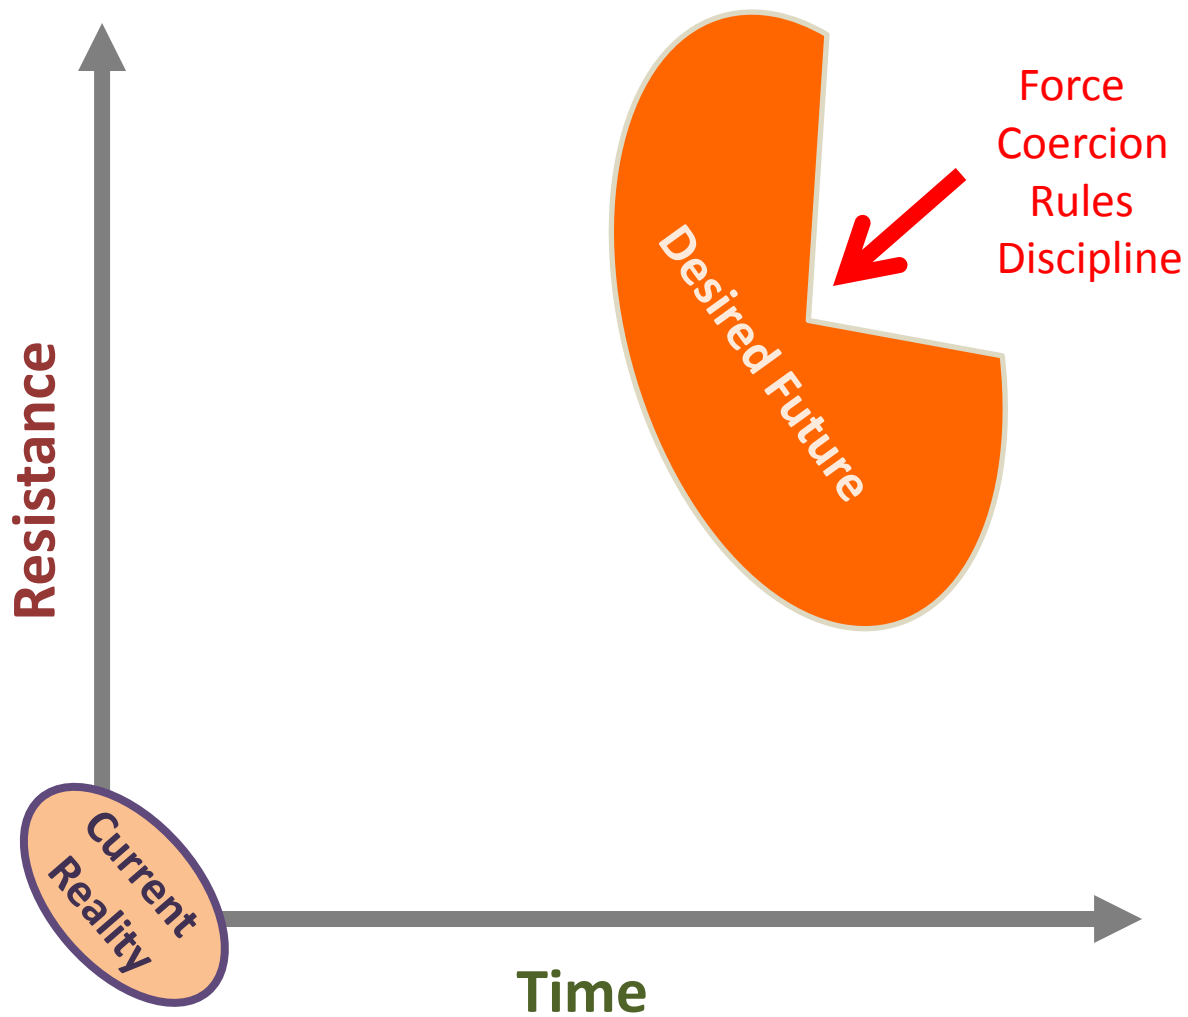 Force
Coercion
Rules
Discipline
Desired Future
Resistance
Current
Reality
Time